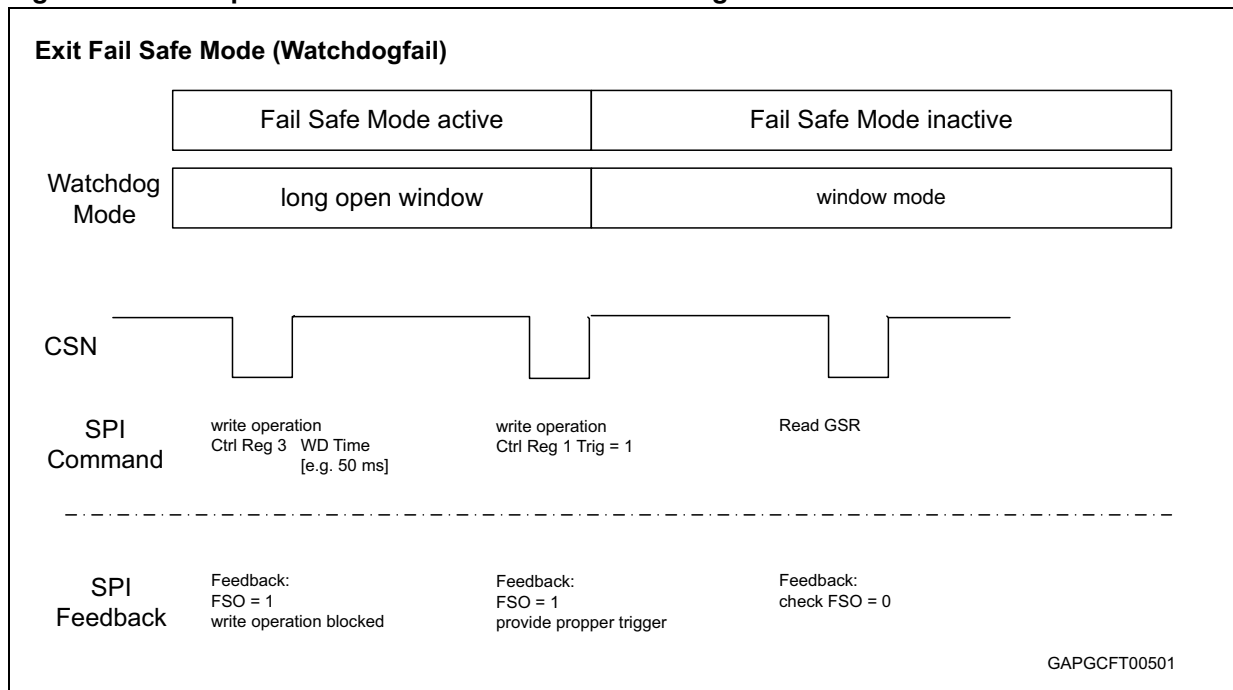 Exit Fail Safe Mode (Watchdogfail)
Fail Safe Mode active
Fail Safe Mode inactive
Watchdog
Mode
long open window
window mode
CSN
SPI
Command
write operation
Ctrl Reg 3 WD Time
[e.g. 50 ms]
write operation
Ctrl Reg 1 Trig = 1
Read GSR
SPI
Feedback
Feedback:
FSO = 1
write operation blocked
Feedback:
FSO = 1
provide propper trigger
Feedback:
check FSO = 0
GAPGCFT00501